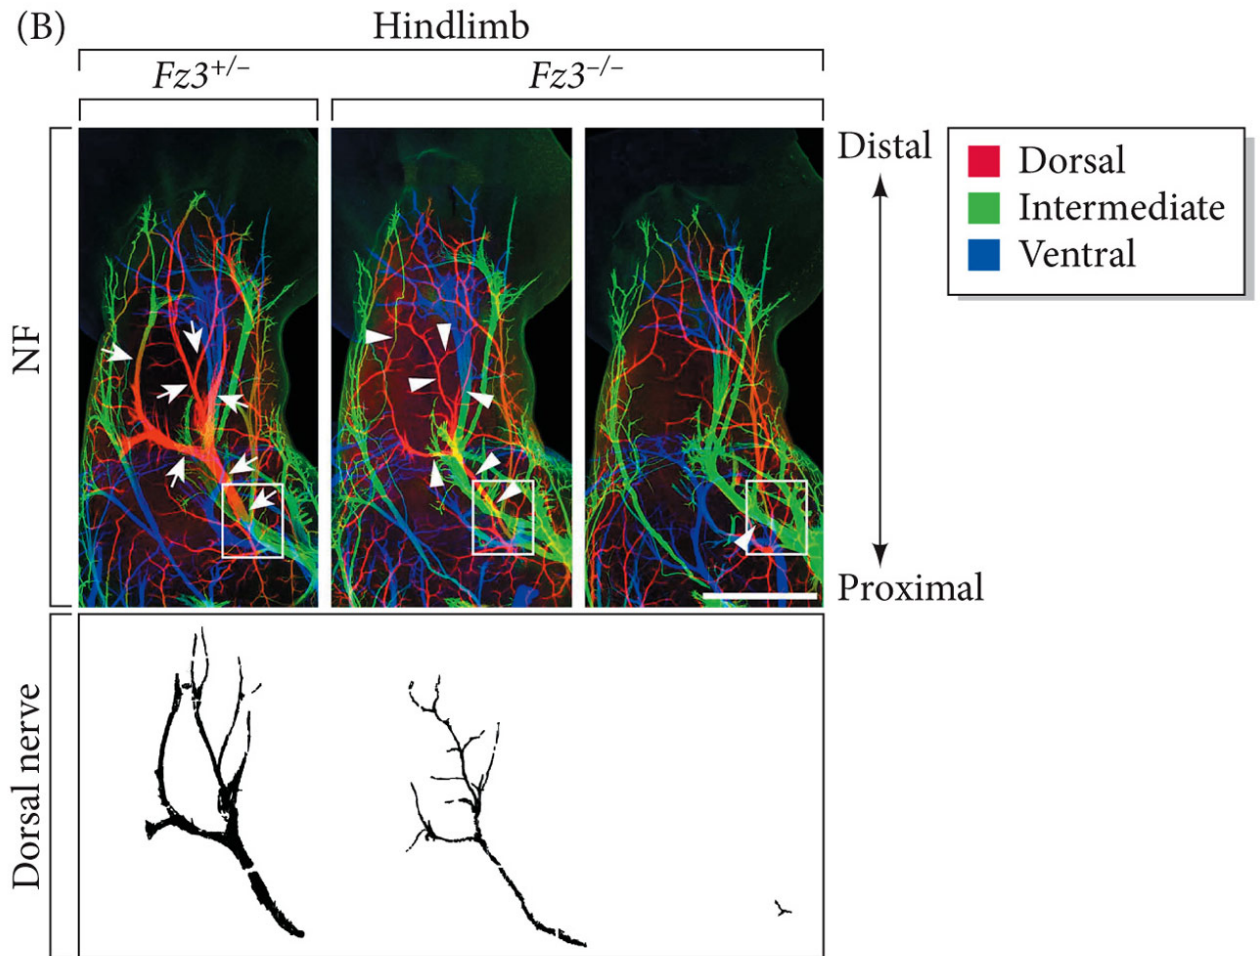 (B)
Hindlimb
Fz3+/–
Fz3–/–
Distal
Dorsal
Intermediate
Ventral
NF
Proximal
Dorsal nerve